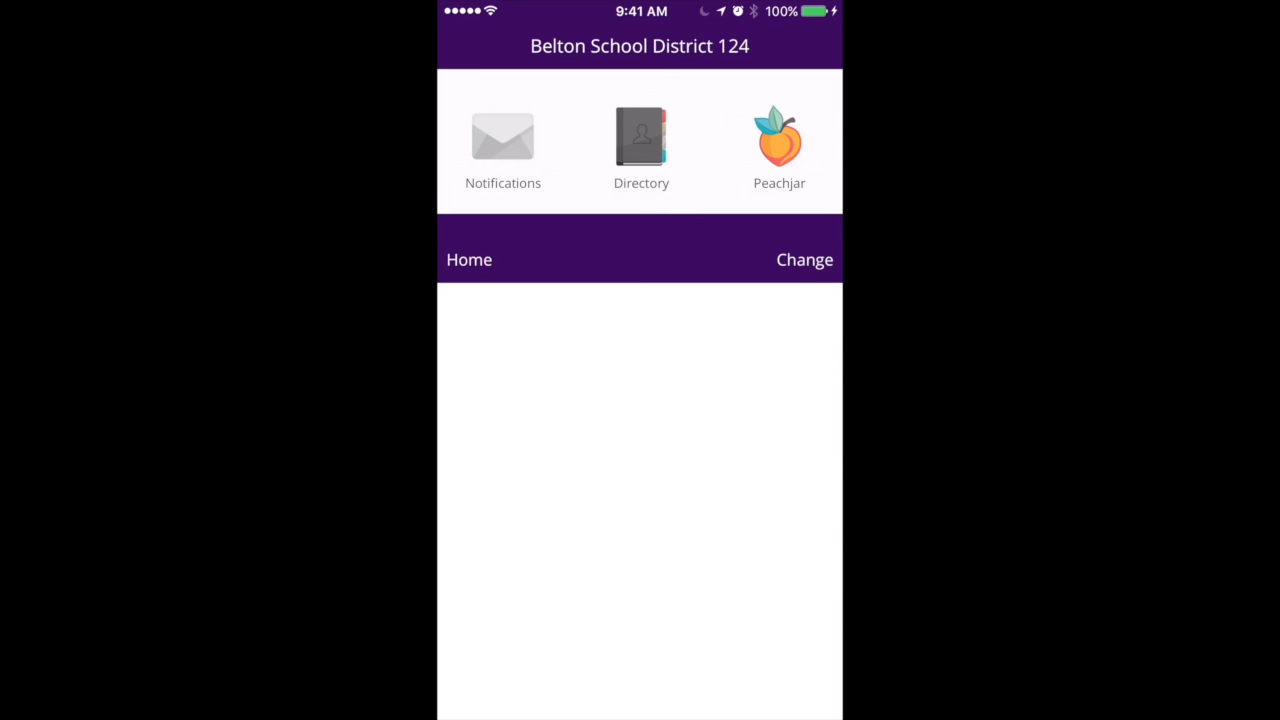 9:41 AM 100%
Belton School District 124
Notifications Directory Peachjar
Home Change